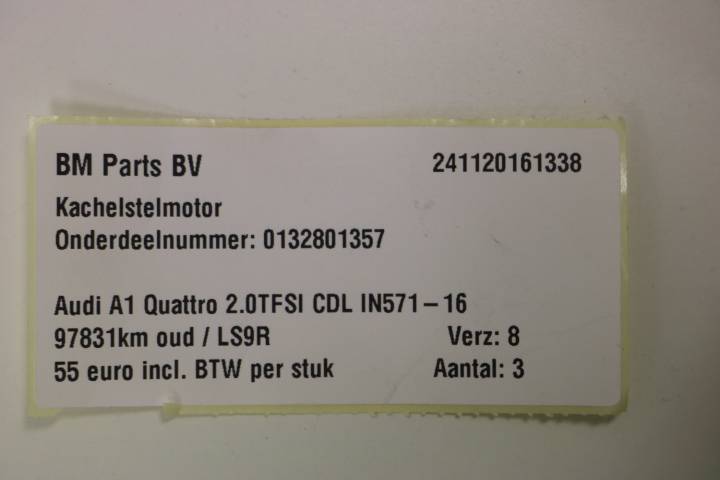 BM Parts BV 241120161338
Kachelstelmotor
Onderdeelnummer: 0132801357
Audi A1 Quattro 2.0TFSI CDL IN571-16
97831km oud / LS9R Verz: 8
55 euro incl. BTW per stuk Aantal: 3